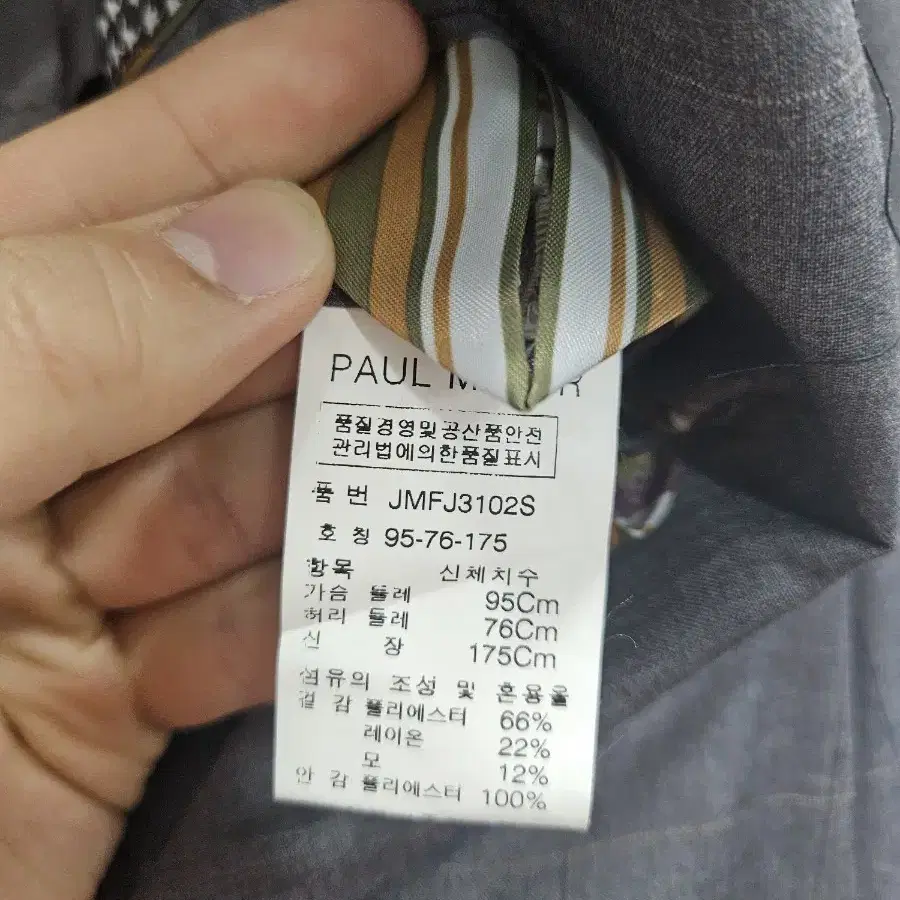 PAUL
품질경영및공산품안전
관리법에의한품질표시
품 번 JMFJ3102S
호 칭 95-76-175
항목 신체치수
가슴 둘레 95Cm
허리 둘레 76Cm
신 장 175Cm
섬유의 조성 및 혼용율
겉 감 폴리에스터 66%
레이온 22%
모 12%
안 감 폴리에스터 100%